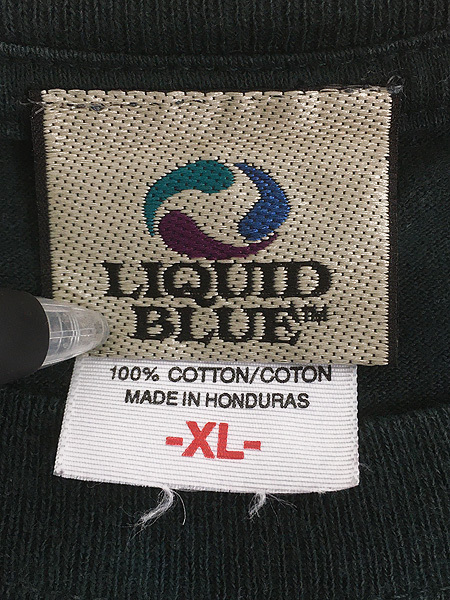 LIQUID
BLUE™
100% COTTON/COTON
MADE IN HONDURAS
-XL-